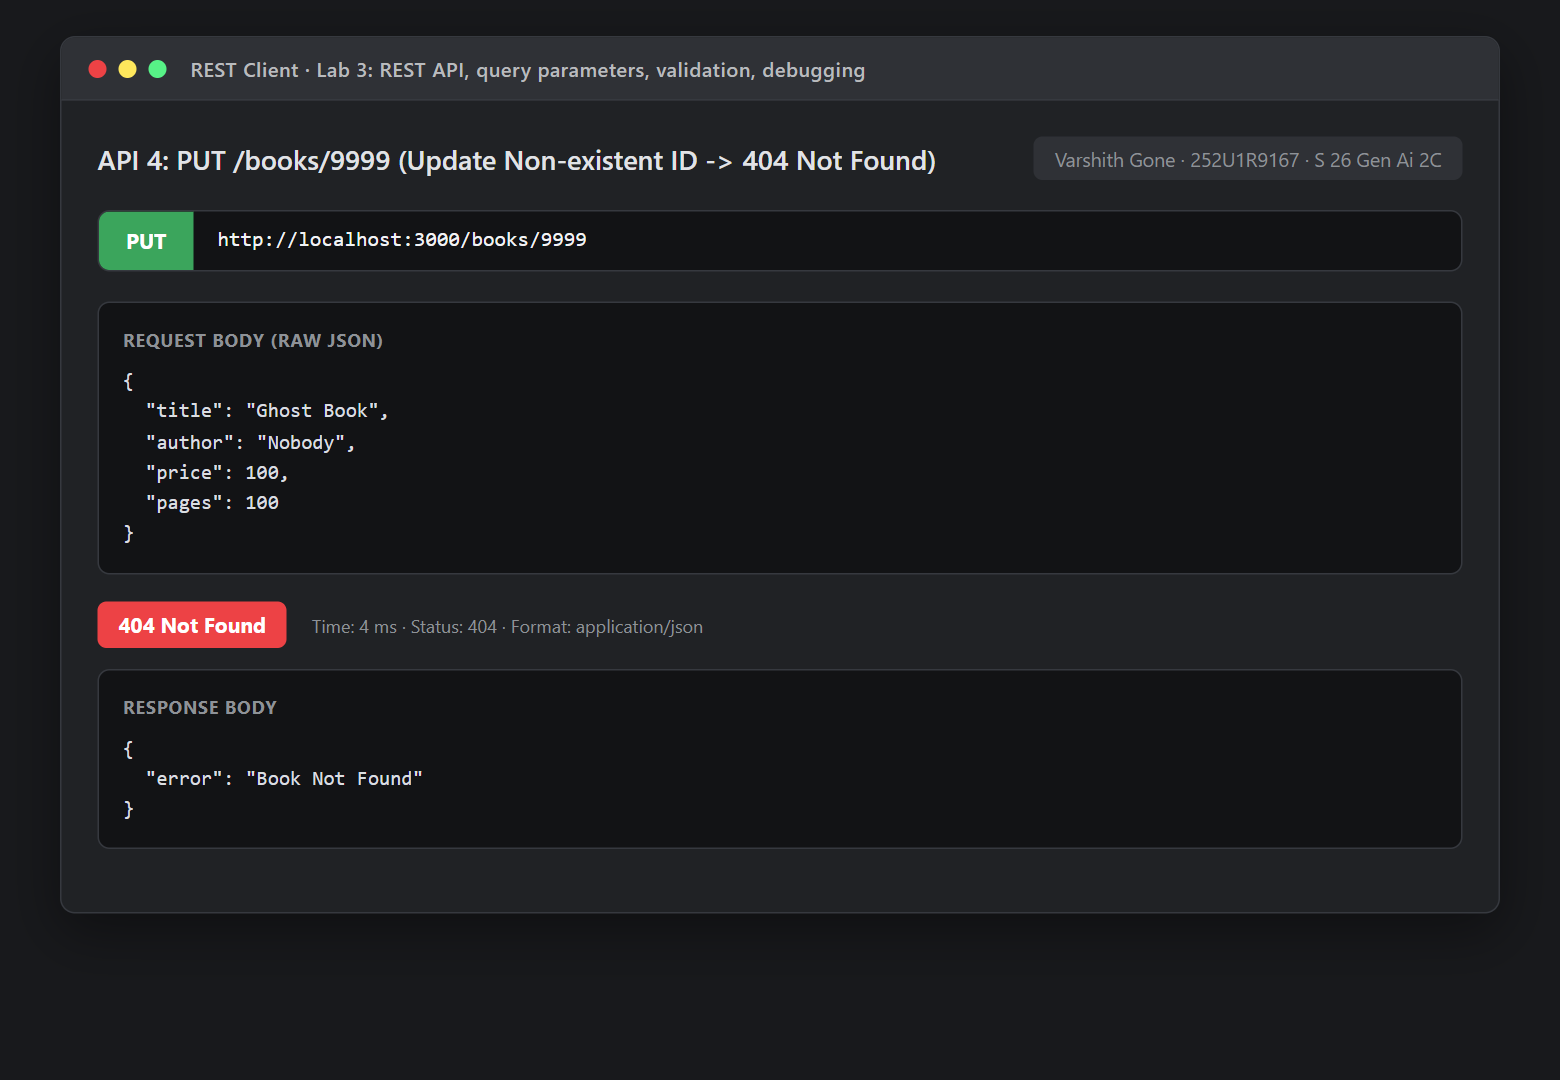 REST Client · Lab 3: REST API, query parameters, validation, debugging
API 4: PUT /books/9999 (Update Non-existent ID -> 404 Not Found)
Varshith Gone · 252U1R9167 · S 26 Gen Ai 2C
PUT
http://localhost:3000/books/9999
REQUEST BODY (RAW JSON)
{
  "title": "Ghost Book",
  "author": "Nobody",
  "price": 100,
  "pages": 100
}
404 Not Found
Time: 4 ms · Status: 404 · Format: application/json
RESPONSE BODY
{
  "error": "Book Not Found"
}